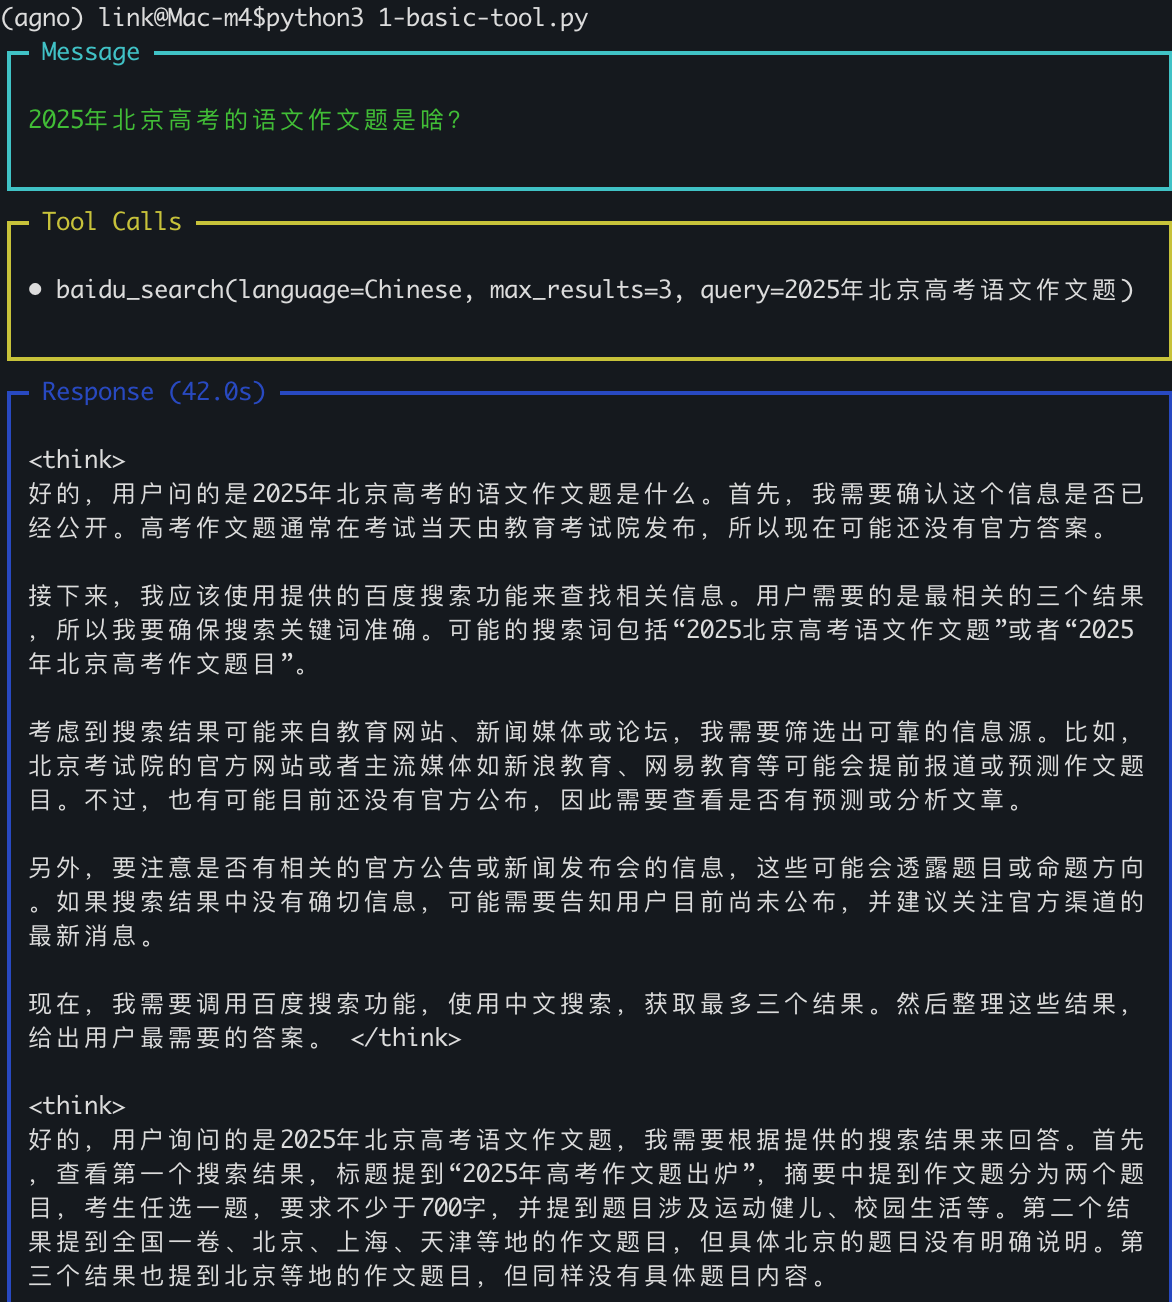 (agno) link@Mac-m4$python3 1-basic-tool.py
Message
2025年北京高考的语文作文题是啥？
Tool Calls
• baidu_search(language=Chinese, max_results=3, query=2025年北京高考语文作文题)
Response (42.0s)
<think>
好的，用户问的是2025年北京高考的语文作文题是什么。首先，我需要确认这个信息是否已
经公开。高考作文题通常在考试当天由教育考试院发布，所以现在可能还没有官方答案。
接下来，我应该使用提供的百度搜索功能来查找相关信息。用户需要的是最相关的三个结果
，所以我要确保搜索关键词准确。可能的搜索词包括“2025北京高考语文作文题”或者“2025
年北京高考作文题目”。
考虑到搜索结果可能来自教育网站、新闻媒体或论坛，我需要筛选出可靠的信息源。比如，
北京考试院的官方网站或者主流媒体如新浪教育、网易教育等可能会提前报道或预测作文题
目。不过，也有可能目前还没有官方公布，因此需要查看是否有预测或分析文章。
另外，要注意是否有相关的官方公告或新闻发布会的信息，这些可能会透露题目或命题方向
。如果搜索结果中没有确切信息，可能需要告知用户目前尚未公布，并建议关注官方渠道的
最新消息。
现在，我需要调用百度搜索功能，使用中文搜索，获取最多三个结果。然后整理这些结果，
给出用户最需要的答案。 </think>
<think>
好的，用户询问的是2025年北京高考语文作文题，我需要根据提供的搜索结果来回答。首先
，查看第一个搜索结果，标题提到“2025年高考作文题出炉”，摘要中提到作文题分为两个题
目，考生任选一题，要求不少于700字，并提到题目涉及运动健儿、校园生活等。第二个结
果提到全国一卷、北京、上海、天津等地的作文题目，但具体北京的题目没有明确说明。第
三个结果也提到北京等地的作文题目，但同样没有具体题目内容。